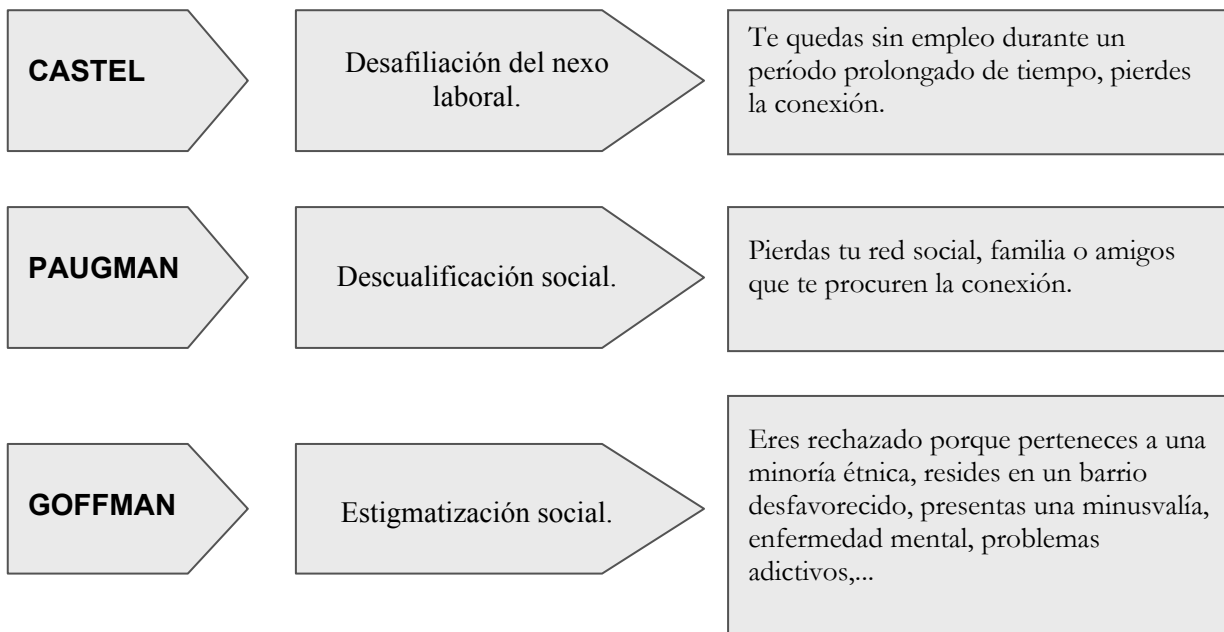 CASTEL
Desafiliación del nexo
laboral.
Te quedas sin empleo durante un
período prolongado de tiempo, pierdes
la conexión.
PAUGMAN
Descualificación social.
Pierdas tu red social, familia o amigos
que te procuren la conexión.
GOFFMAN
Estigmatización social.
Eres rechazado porque perteneces a una
minoría étnica, resides en un barrio
desfavorecido, presentas una minusvalía,
enfermedad mental, problemas
adictivos,...